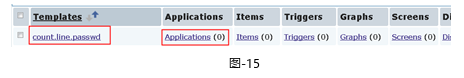 Templates Applications Items Triggers Graphs Screens
count.line.passwd Applications (0) Items (0) Triggers (0) Graphs (0) Screens (0)
图-15